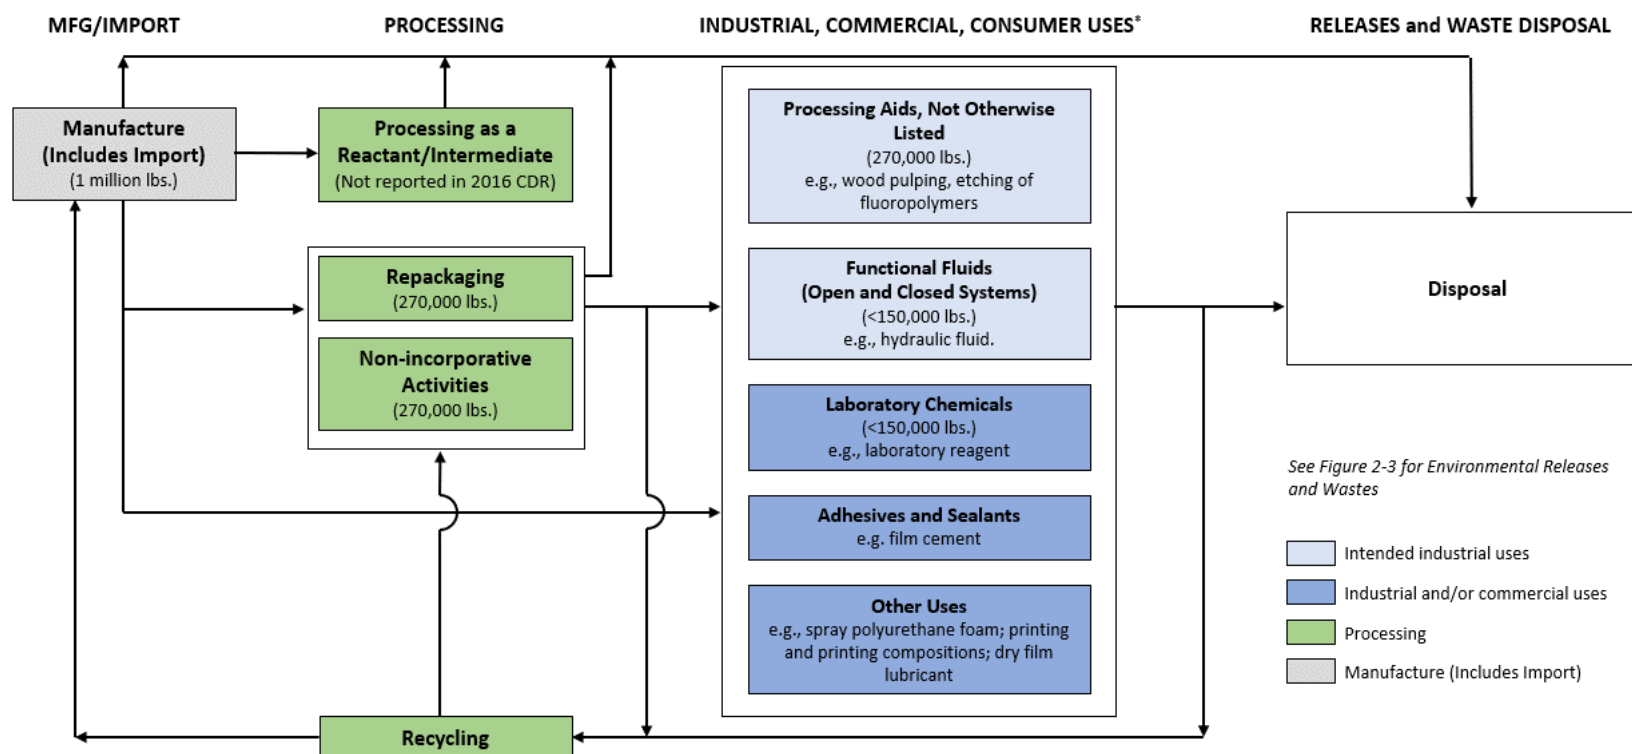 MFG/IMPORT
PROCESSING
INDUSTRIAL, COMMERCIAL, CONSUMER USES*
RELEASES and WASTE DISPOSAL
Manufacture
(Includes Import)
(1 million lbs.)
Processing as a
Reactant/Intermediate
(Not reported in 2016 CDR)
Repackaging
(270,000 lbs.)
Non-incorporative
Activities
(270,000 lbs.)
Recycling
Processing Aids, Not Otherwise
Listed
(270,000 lbs.)
e.g., wood pulping, etching of
fluoropolymers
Functional Fluids
(Open and Closed Systems)
(<150,000 lbs.)
e.g., hydraulic fluid.
Laboratory Chemicals
(<150,000 lbs.)
e.g., laboratory reagent
Adhesives and Sealants
e.g. film cement
Other Uses
e.g., spray polyurethane foam; printing
and printing compositions; dry film
lubricant
Disposal
See Figure 2-3 for Environmental Releases
and Wastes
Intended industrial uses
Industrial and/or commercial uses
Processing
Manufacture (Includes Import)